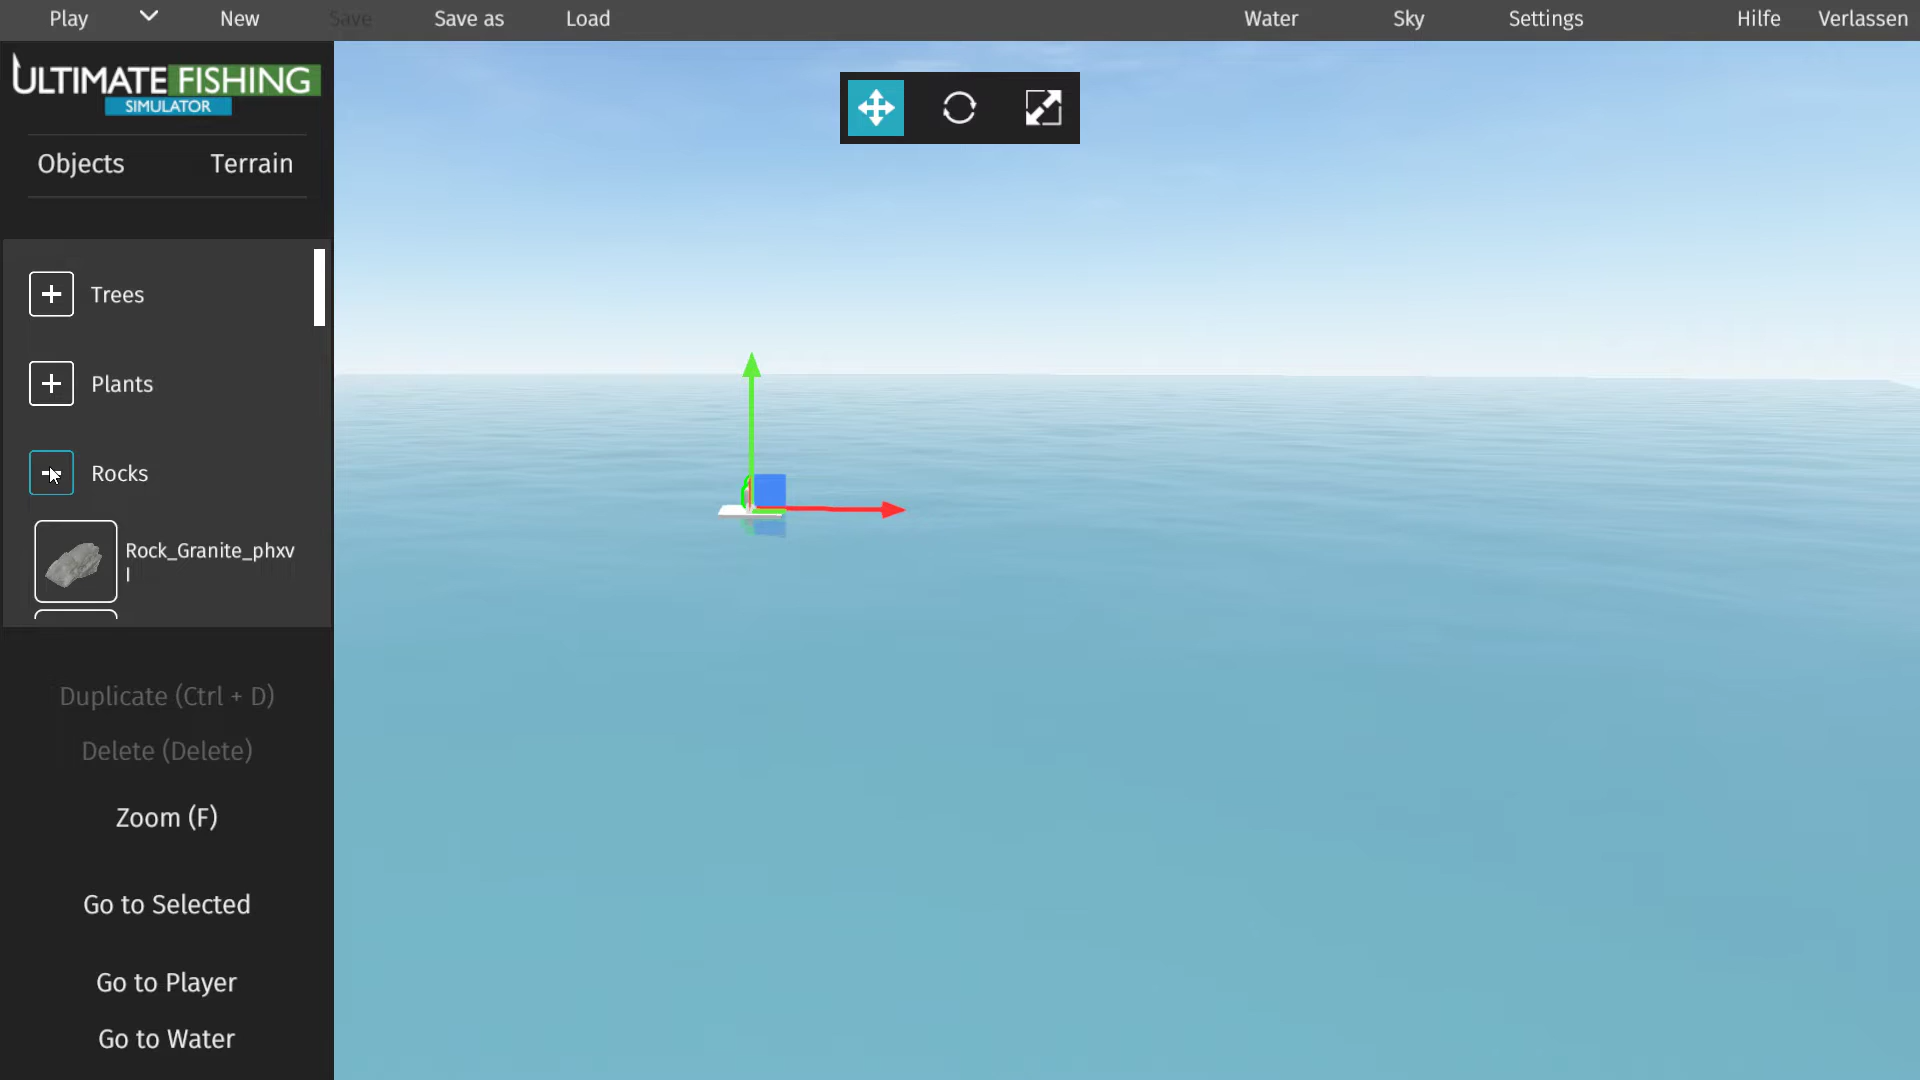 Play
New
Save
Save as
Load
Water
Sky
Settings
Hilfe
Verlassen
ULTIMATE FISHING
SIMULATOR
Objects
Terrain
Trees
Plants
Rocks
Rock_Granite_phxv
l
Duplicate (Ctrl + D)
Delete (Delete)
Zoom (F)
Go to Selected
Go to Player
Go to Water